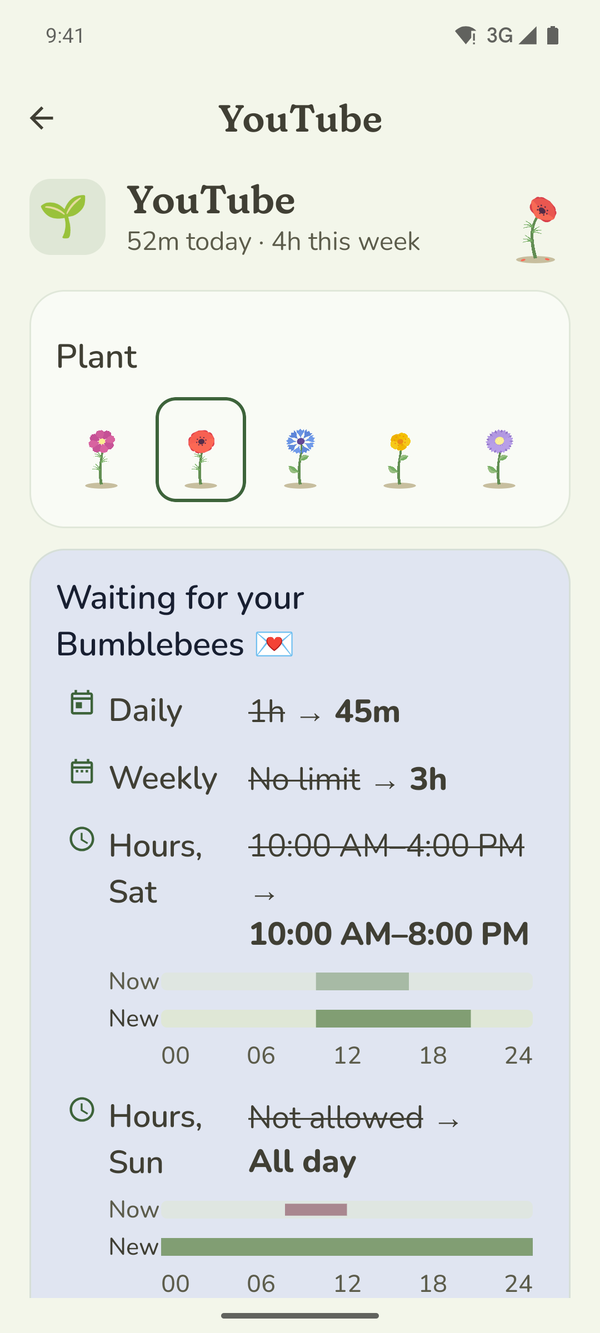 9:41
3G
YouTube
YouTube
52m today · 4h this week
Plant
Waiting for your
Bumblebees 💌
Daily 1h → 45m
Weekly No limit → 3h
Hours, 10:00 AM–4:00 PM
Sat →
10:00 AM–8:00 PM
Now
New
00 06 12 18 24
Hours, Not allowed →
Sun All day
Now
New
00 06 12 18 24